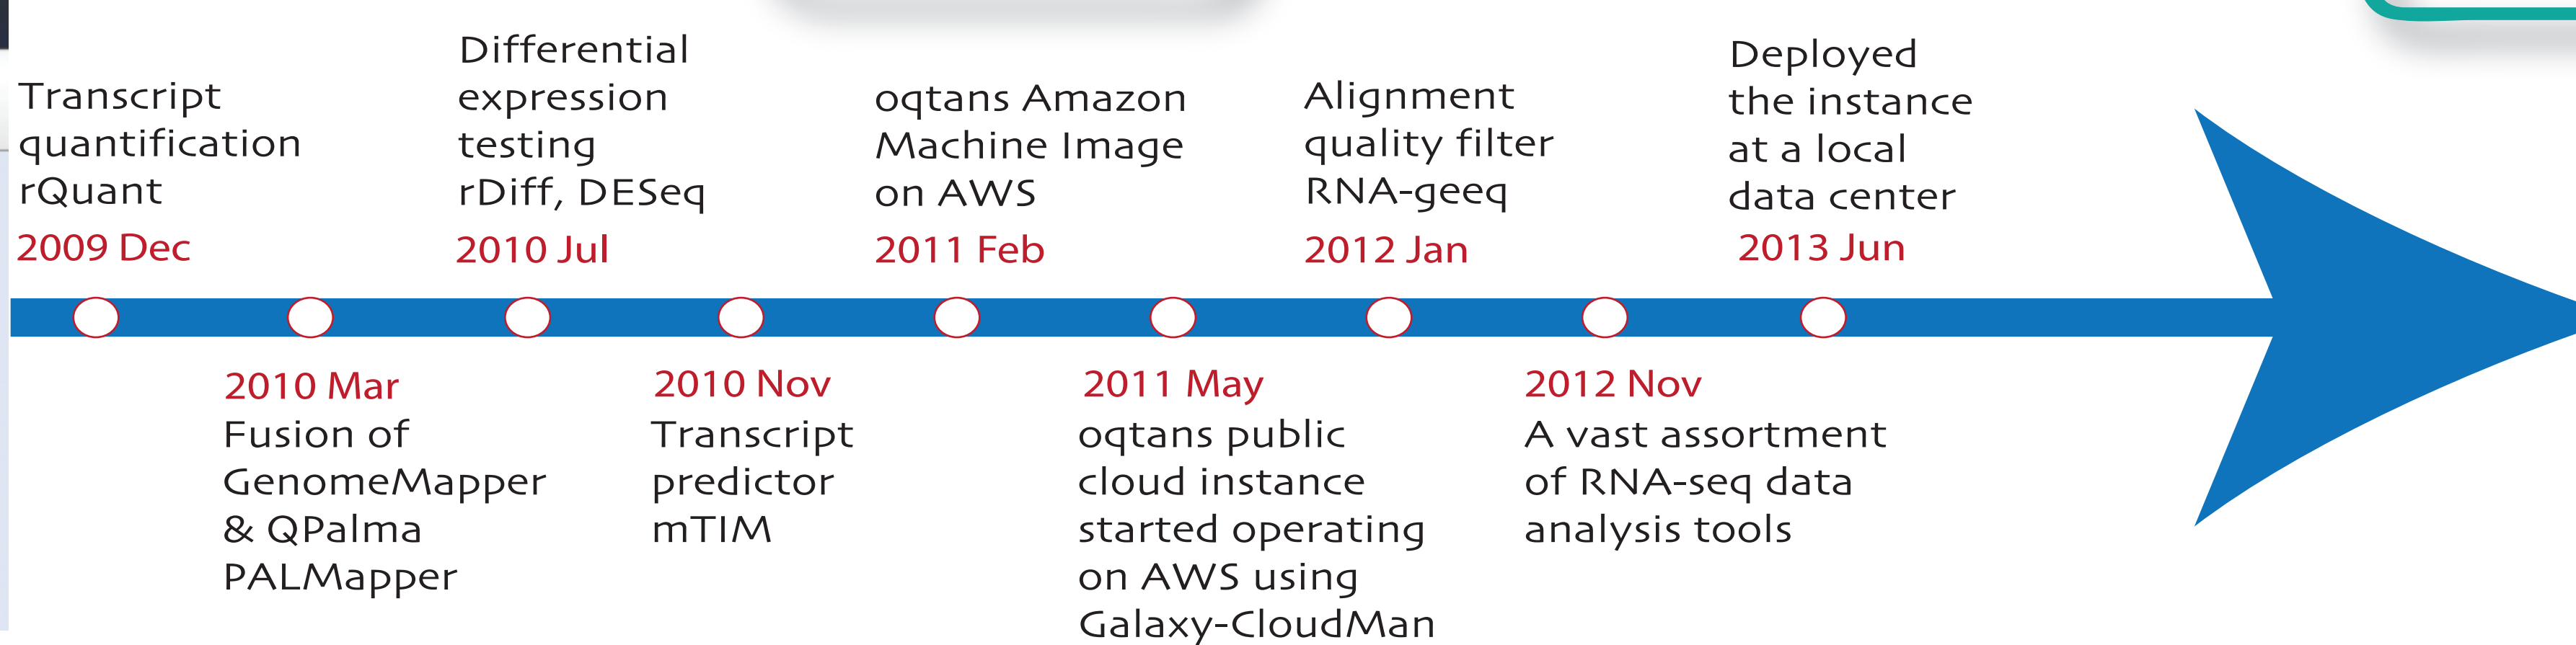 Transcript
quantification
rQuant
2009 Dec
2010 Mar
Fusion of
GenomeMapper
& QPalma
PALMapper
Differential
expression
testing
rDiff, DESeq
2010 Jul
2010 Nov
Transcript
predictor
mTIM
oqtans Amazon
Machine Image
on AWS
2011 Feb
2011 May
oqtans public
cloud instance
started operating
on AWS using
Galaxy-CloudMan
Alignment
quality filter
RNA-geeq
2012 Jan
2012 Nov
A vast assortment
of RNA-seq data
analysis tools
Deployed
the instance
at a local
data center
2013 Jun